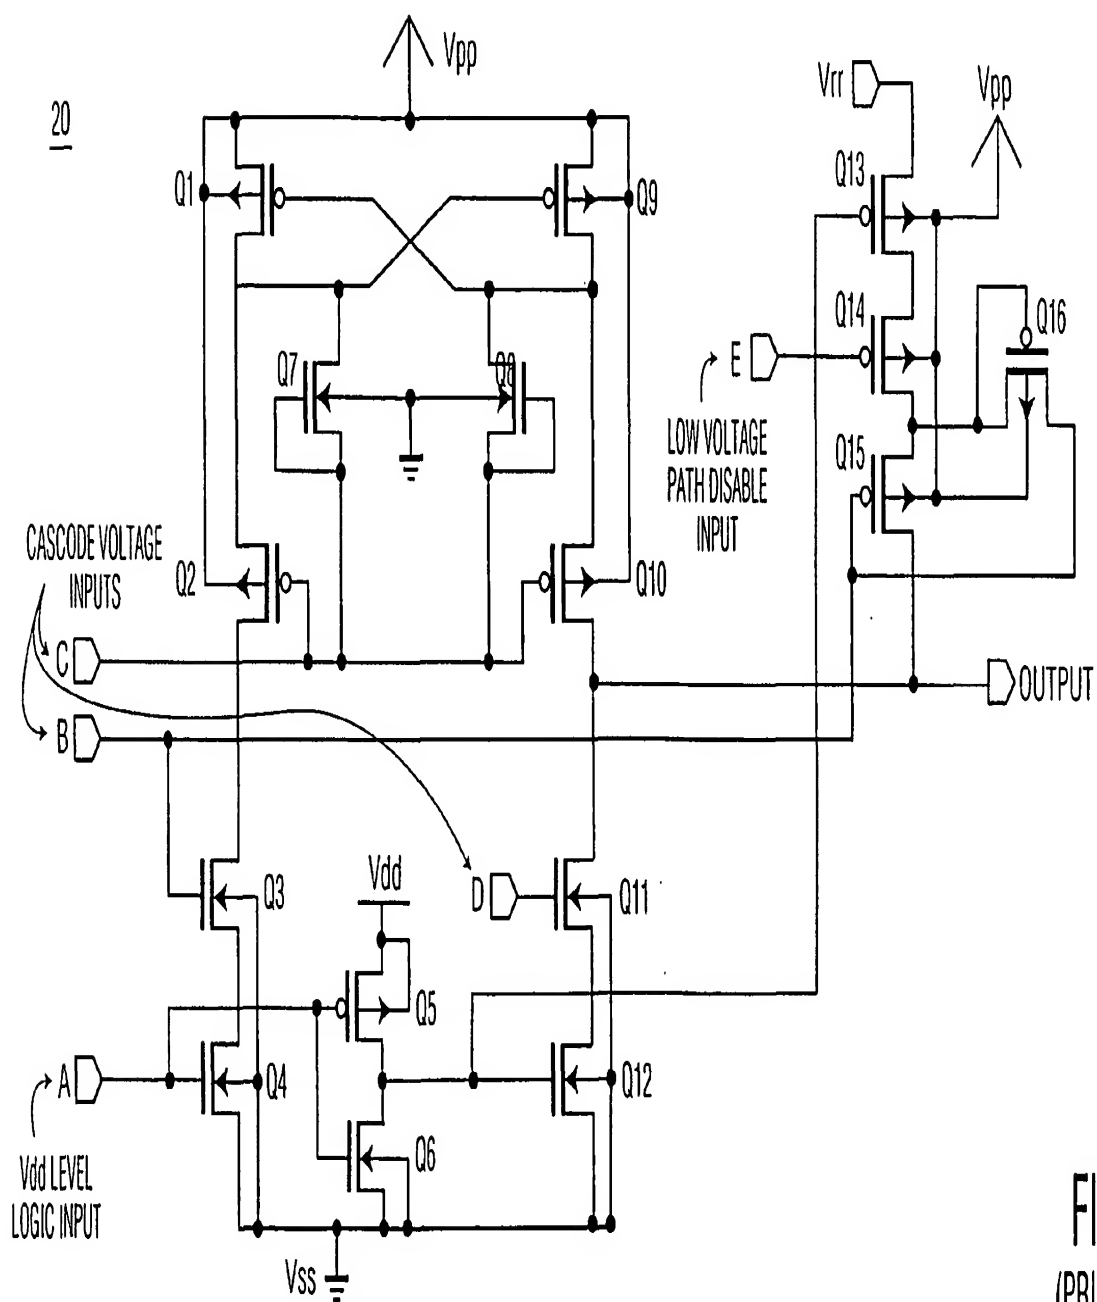 Vpp
20
Vrr
Vpp
Q1
Q9
Q13
Q14
Q16
Q7
Q8
E
LOW VOLTAGE
PATH DISABLE
INPUT
Q15
CASCODE VOLTAGE
INPUTS
Q2
Q10
C
OUTPUT
B
Vdd
D
Q3
Q11
Q5
A
Q4
Q12
Q6
Vdd LEVEL
LOGIC INPUT
Vss
FI
(PRI